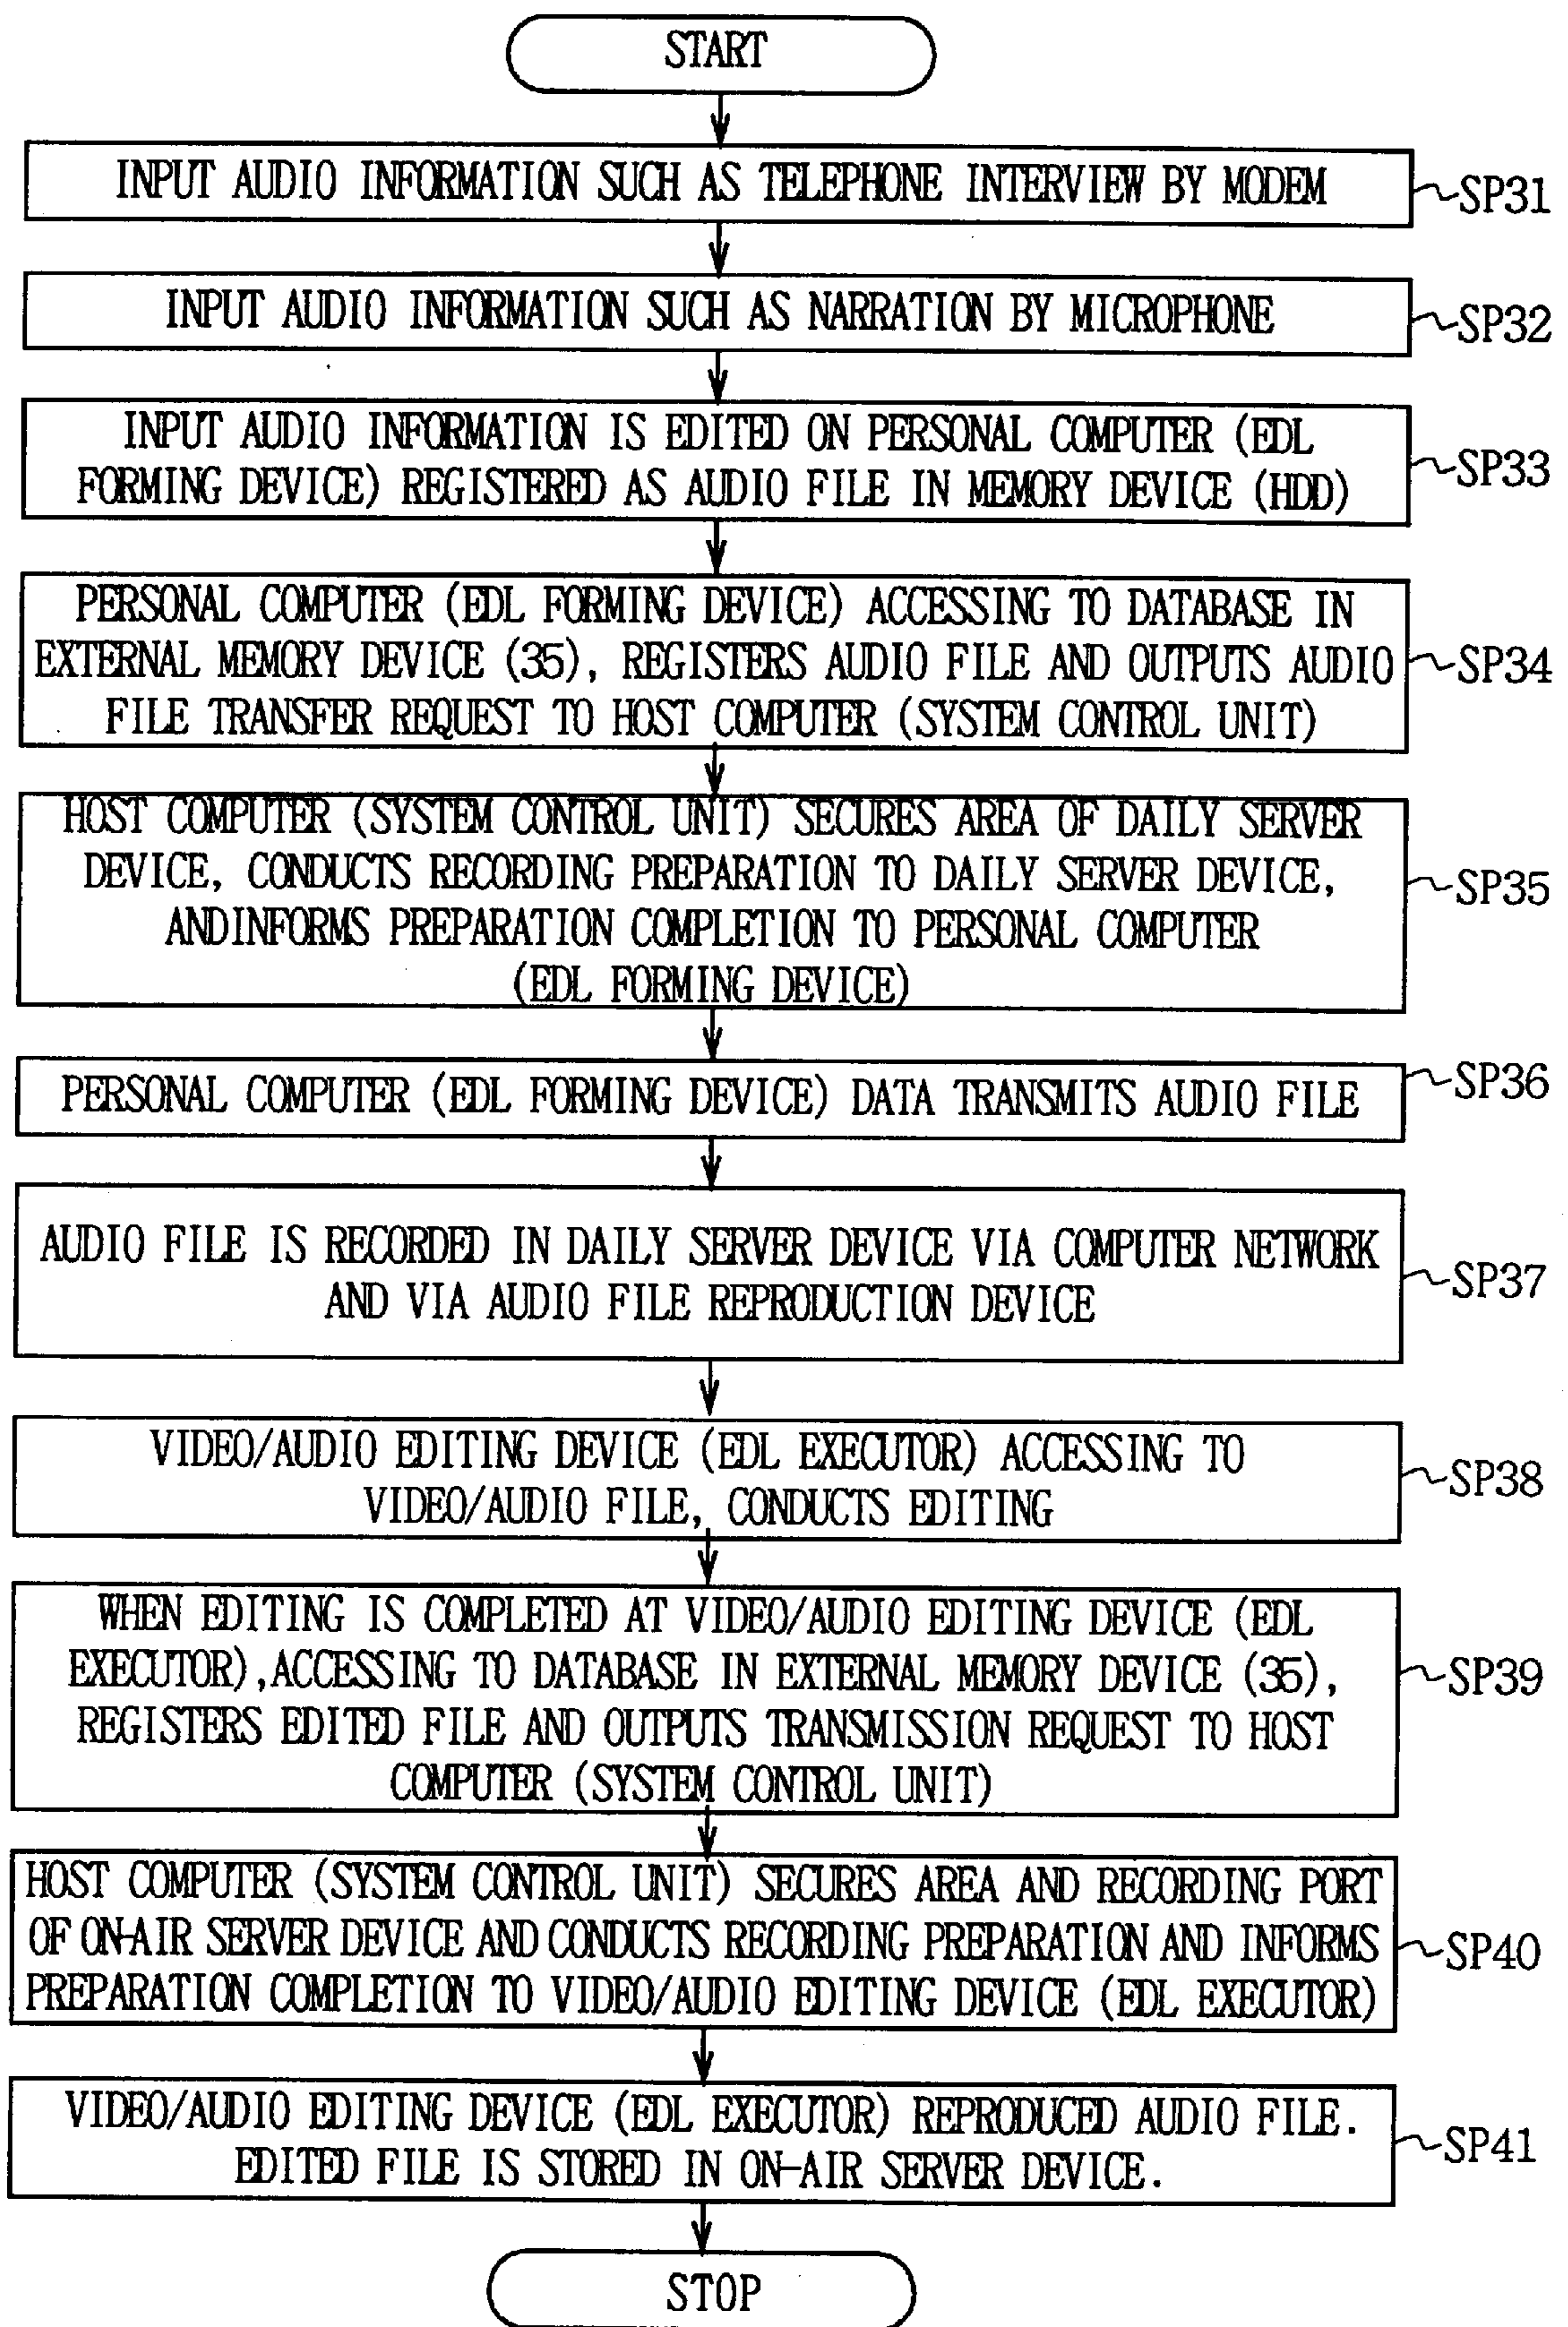 START
INPUT AUDIO INFORMATION SUCH AS TELEPHONE INTERVIEW BY MODEM
SP31
INPUT AUDIO INFORMATION SUCH AS NARRATION BY MICROPHONE
SP32
INPUT AUDIO INFORMATION IS EDITED ON PERSONAL COMPUTER (EDL
FORMING DEVICE) REGISTERED AS AUDIO FILE IN MEMORY DEVICE (HDD)
SP33
PERSONAL COMPUTER (EDL FORMING DEVICE) ACCESSING TO DATABASE IN
EXTERNAL MEMORY DEVICE (35), REGISTERS AUDIO FILE AND OUTPUTS AUDIO
FILE TRANSFER REQUEST TO HOST COMPUTER (SYSTEM CONTROL UNIT)
SP34
HOST COMPUTER (SYSTEM CONTROL UNIT) SECURES AREA OF DAILY SERVER
DEVICE, CONDUCTS RECORDING PREPARATION TO DAILY SERVER DEVICE,
ANDINFORMS PREPARATION COMPLETION TO PERSONAL COMPUTER
(EDL FORMING DEVICE)
SP35
PERSONAL COMPUTER (EDL FORMING DEVICE) DATA TRANSMITS AUDIO FILE
SP36
AUDIO FILE IS RECORDED IN DAILY SERVER DEVICE VIA COMPUTER NETWORK
AND VIA AUDIO FILE REPRODUCTION DEVICE
SP37
VIDEO/AUDIO EDITING DEVICE (EDL EXECUTOR) ACCESSING TO
VIDEO/AUDIO FILE, CONDUCTS EDITING
SP38
WHEN EDITING IS COMPLETED AT VIDEO/AUDIO EDITING DEVICE (EDL
EXECUTOR), ACCESSING TO DATABASE IN EXTERNAL MEMORY DEVICE (35),
REGISTERS EDITED FILE AND OUTPUTS TRANSMISSION REQUEST TO HOST
COMPUTER (SYSTEM CONTROL UNIT)
SP39
HOST COMPUTER (SYSTEM CONTROL UNIT) SECURES AREA AND RECORDING PORT
OF ON-AIR SERVER DEVICE AND CONDUCTS RECORDING PREPARATION AND INFORMS
PREPARATION COMPLETION TO VIDEO/AUDIO EDITING DEVICE (EDL EXECUTOR)
SP40
VIDEO/AUDIO EDITING DEVICE (EDL EXECUTOR) REPRODUCED AUDIO FILE.
EDITED FILE IS STORED IN ON-AIR SERVER DEVICE.
SP41
STOP